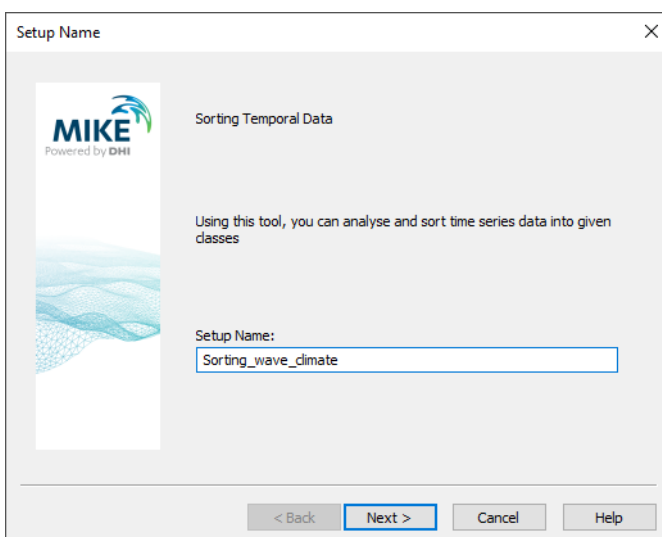 Setup Name
MIKE
Powered by DHI
Sorting Temporal Data
Using this tool, you can analyse and sort time series data into given
classes
Setup Name:
Sorting_wave_climate
< Back
Next >
Cancel
Help